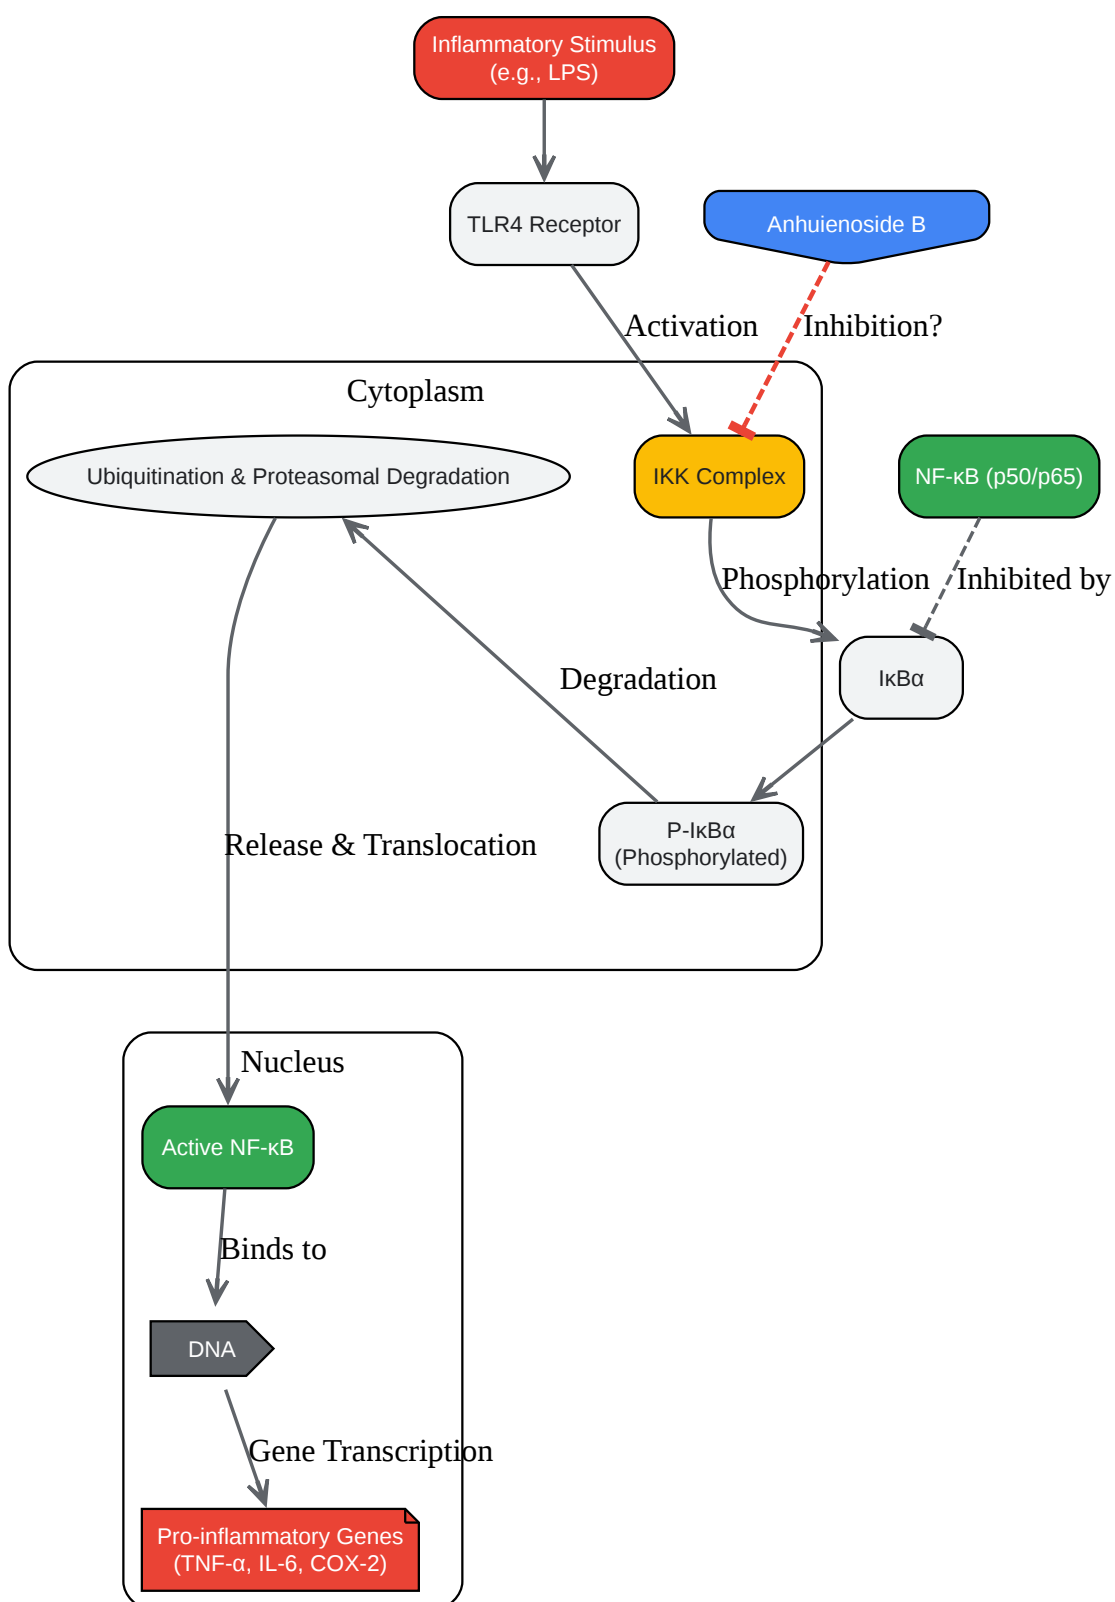 Inflammatory Stimulus
(e.g., LPS)
TLR4 Receptor
Anhuienoside B
Activation
Inhibition?
Cytoplasm
Ubiquitination & Proteasomal Degradation
IKK Complex
NF-κB (p50/p65)
Phosphorylation
Inhibited by
IκBα
Degradation
P-IκBα
(Phosphorylated)
Release & Translocation
Nucleus
Active NF-κB
Binds to
DNA
Gene Transcription
Pro-inflammatory Genes
(TNF-α, IL-6, COX-2)